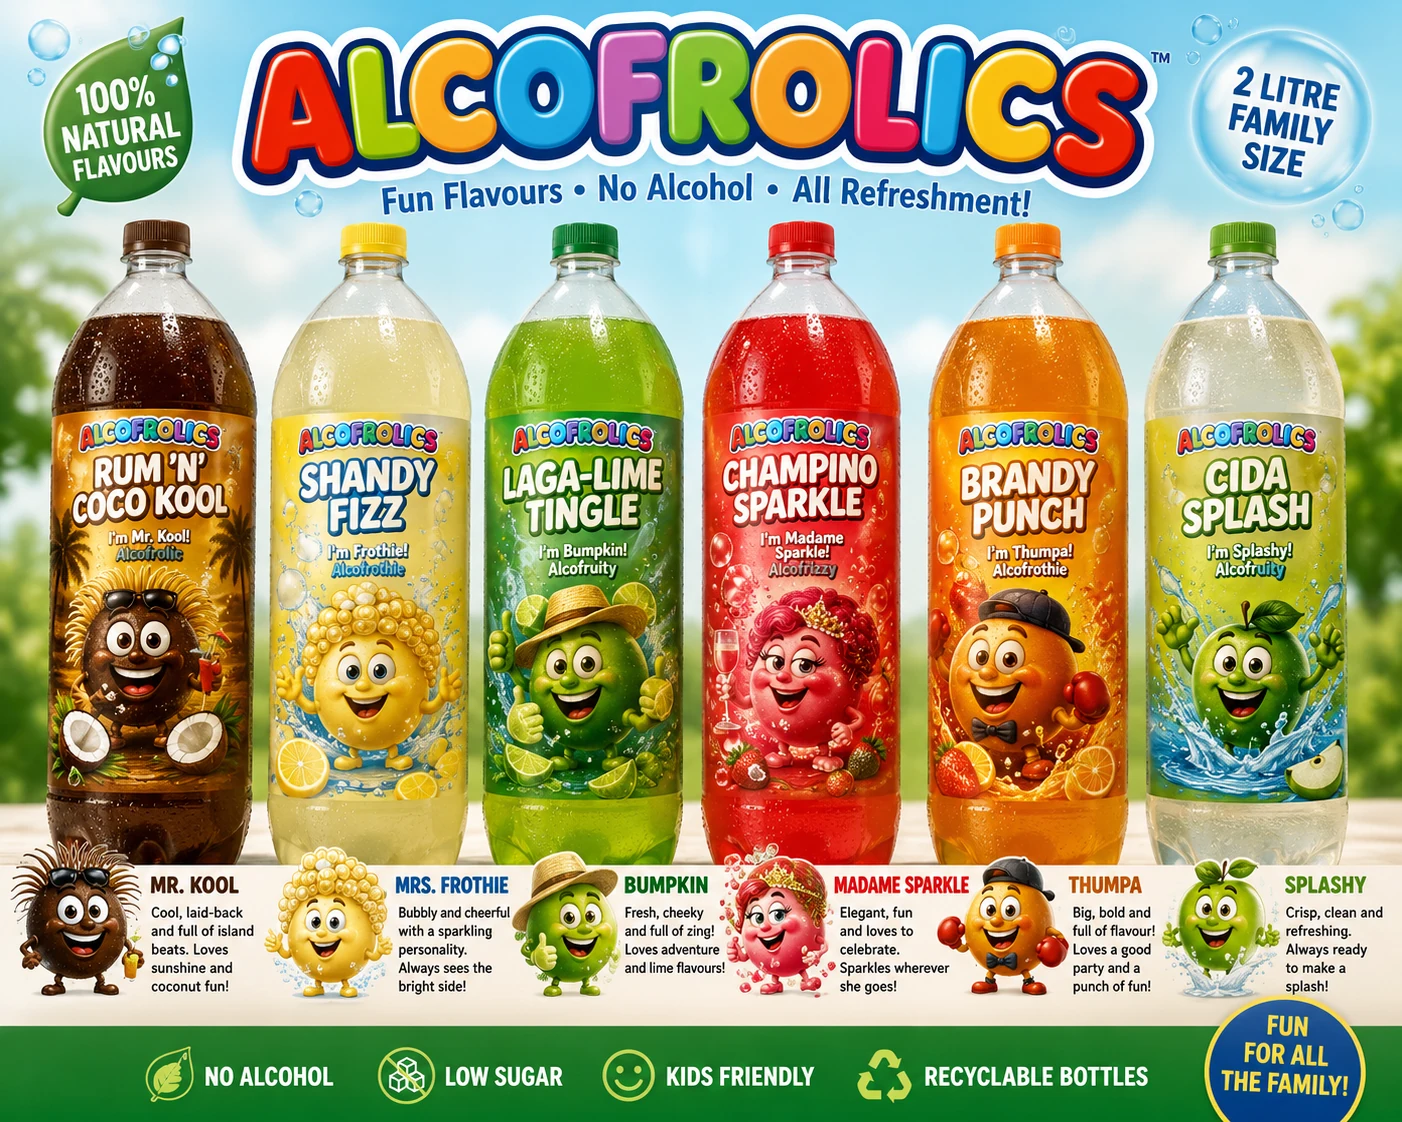 100%
NATURAL
FLAVOURS
ALCOFROLICS™
Fun Flavours • No Alcohol • All Refreshment!
2 LITRE
FAMILY
SIZE
ALCOFROLICS
RUM 'N'
COCO KOOL
I'm Mr. Kool!
Alcofrolic
ALCOFROLICS
SHANDY
FIZZ
I'm Frothie!
Alcofrothie
ALCOFROLICS
LAGA-LIME
TINGLE
I'm Bumpkin!
Alcofruity
ALCOFROLICS
CHAMPINO
SPARKLE
I'm Madame
Sparkle!
Alcofrizzy
ALCOFROLICS
BRANDY
PUNCH
I'm Thumpa!
Alcofrothie
ALCOFROLICS
CIDA
SPLASH
I'm Splashy!
Alcofruity
MR. KOOL
Cool, laid-back
and full of island
beats. Loves
sunshine and
coconut fun!
MRS. FROTHIE
Bubbly and cheerful
with a sparkling
personality.
Always sees the
bright side!
BUMPKIN
Fresh, cheeky
and full of zing!
Loves adventure
and lime flavours!
MADAME SPARKLE
Elegant, fun
and loves to
celebrate.
Sparkles wherever
she goes!
THUMPA
Big, bold and
full of flavour!
Loves a good
party and a
punch of fun!
SPLASHY
Crisp, clean and
refreshing.
Always ready
to make a
splash!
NO ALCOHOL
LOW SUGAR
KIDS FRIENDLY
RECYCLABLE BOTTLES
FUN
FOR ALL
THE FAMILY!